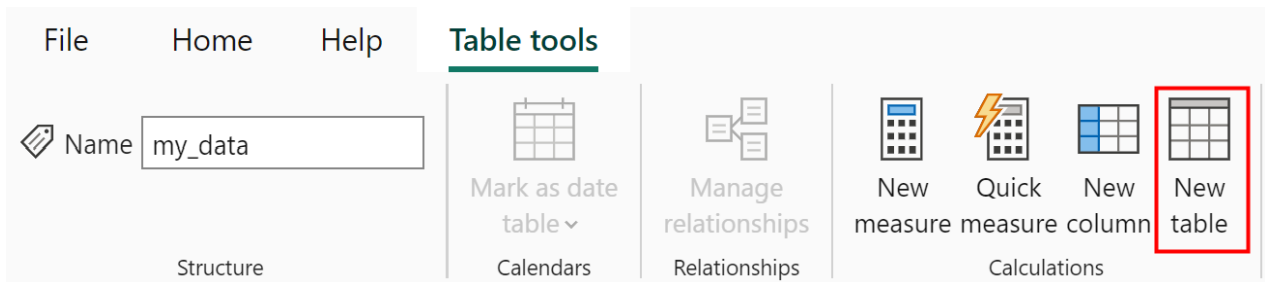 File Home Help Table tools
Name my_data
Mark as date Manage New Quick New New
table relationships measure measure column table
Structure Calendars Relationships Calculations